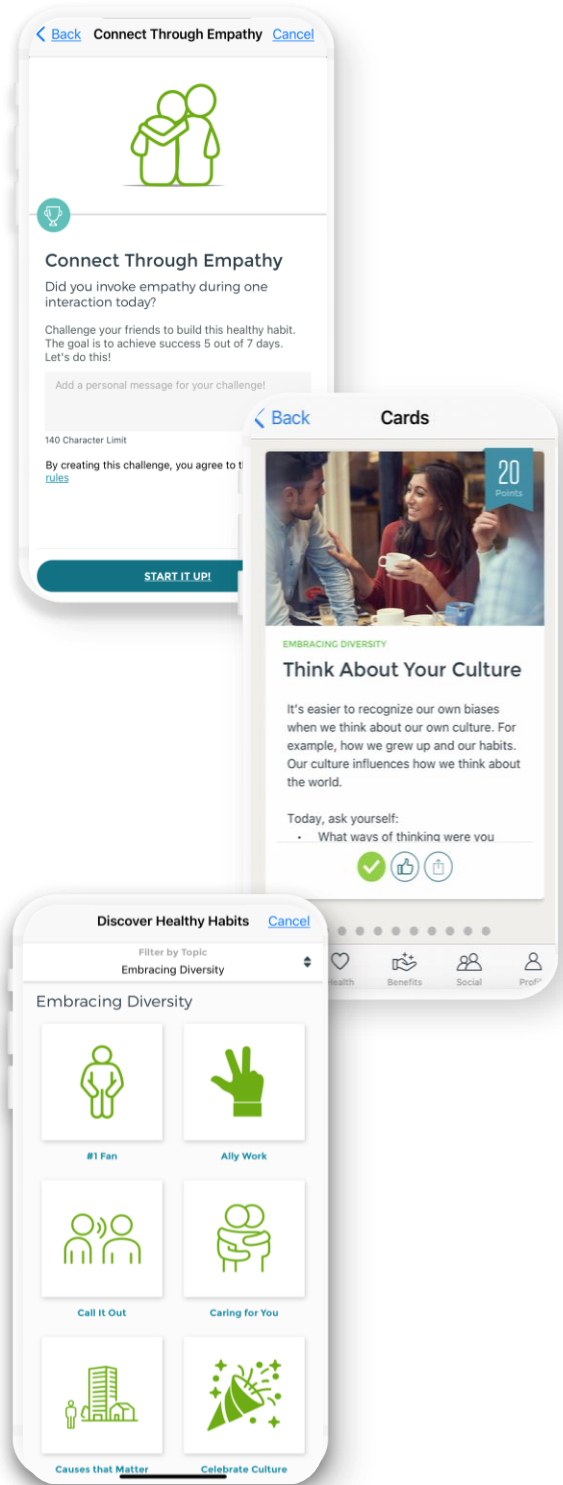 Back Connect Through Empathy Cancel
Connect Through Empathy
Did you invoke empathy during one
interaction today?
Challenge your friends to build this healthy habit.
The goal is to achieve success 5 out of 7 days.
Let's do this!
Add a personal message for your challenge!
140 Character Limit
By creating this challenge, you agree to
rules
START IT UP!
Back Cards
20
Points
EMBRACING DIVERSITY
Think About Your Culture
It's easier to recognize our own biases
when we think about our own culture. For
example, how we grew up and our habits.
Our culture influences how we think about
the world.
Today, ask yourself:
• What ways of thinking were you
Health Benefits Social
Discover Healthy Habits Cancel
Filter by Topic
Embracing Diversity
Embracing Diversity
#1 Fan Ally Work
Call It Out Caring for You
Causes that Matter Celebrate Culture